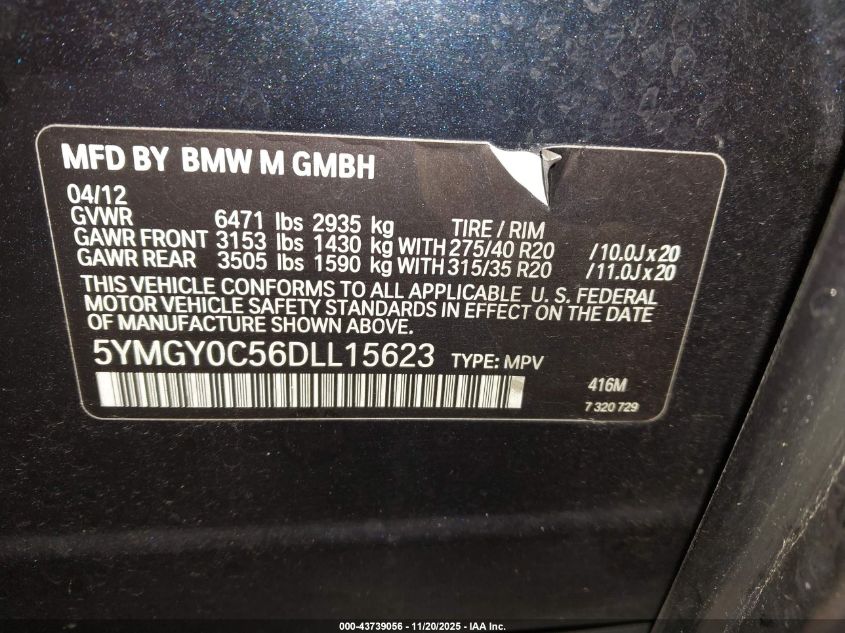 MFD BY BMW M GMBH
04/12
GVWR 6471 lbs 2935 kg TIRE / RIM
GAWR FRONT 3153 lbs 1430 kg WITH 275/40 R20 /10.0J x 20
GAWR REAR 3505 lbs 1590 kg WITH 315/35 R20 /11.0J x 20
THIS VEHICLE CONFORMS TO ALL APPLICABLE U. S. FEDERAL
MOTOR VEHICLE SAFETY STANDARDS IN EFFECT ON THE DATE
OF MANUFACTURE SHOWN ABOVE.
5YMGY0C56DLL15623 TYPE: MPV
416M
7 320 729
000-43739056 - 11/20/2025 - IAA Inc.